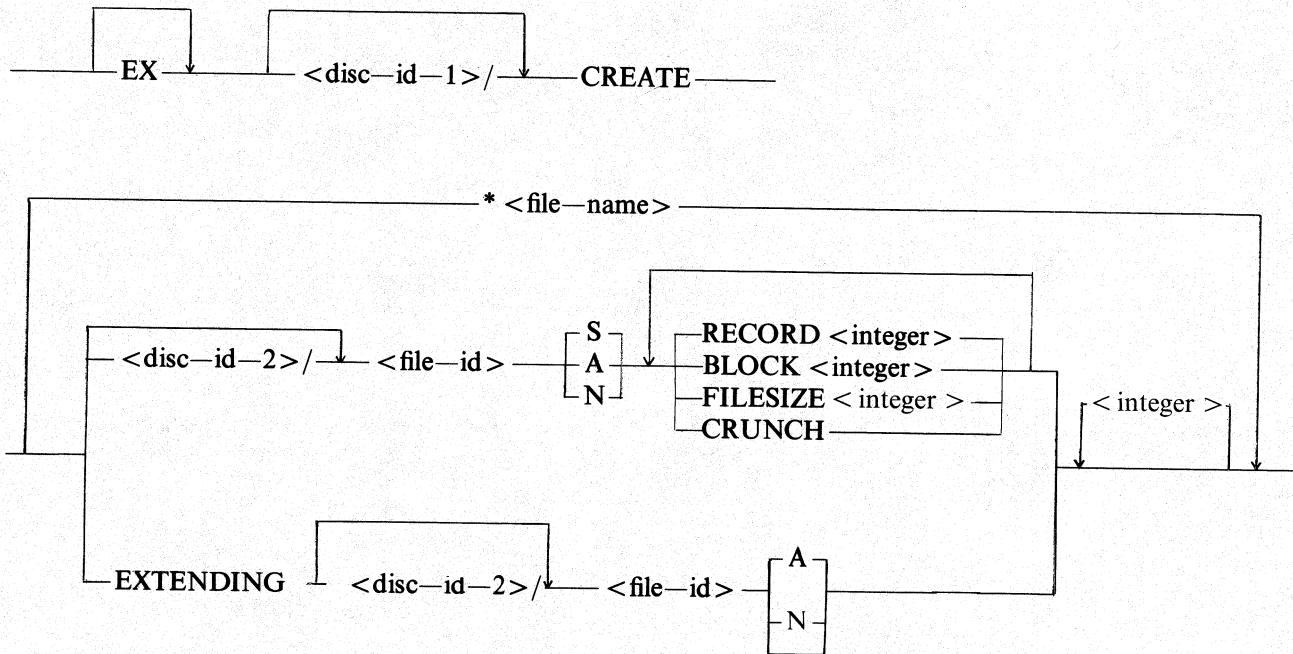 EX <disc—id—1>/ CREATE
* <file—name>
S
RECORD <integer>
<disc—id—2>/ <file—id> A BLOCK <integer>
N FILESIZE < integer > < integer >
CRUNCH
A
EXTENDING <disc—id—2>/ <file—id>
N